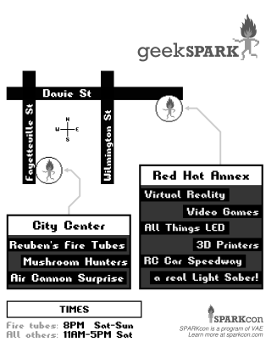 geekSPARK
Davie St
Fayetteville St
Wilmington St
N
W E
S
Red Hat Annex
Virtual Reality
Video Games
All Things LED
3D Printers
RC Car Speedway
a real Light Saber!
City Center
Reuben's Fire Tubes
Mushroom Hunters
Air Cannon Surprise
TIMES
Fire tubes: 8PM Sat-Sun
All others: 11AM-5PM Sat
SPARKcon
SPARKcon is a program of VAE
Learn more at sparkcon.com